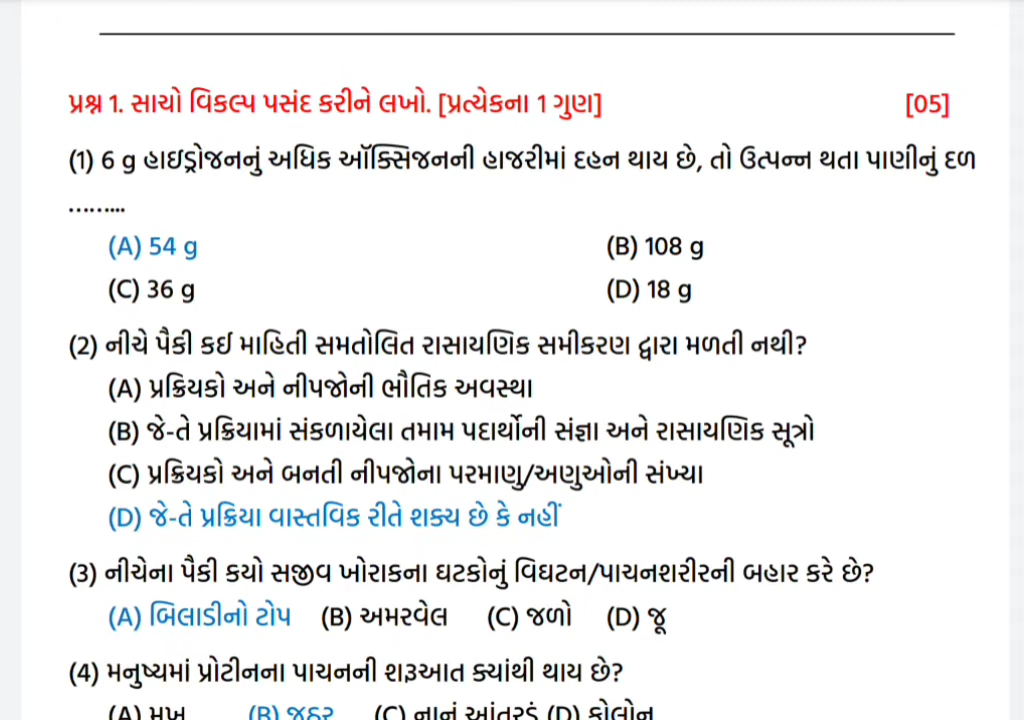 પ્રશ્ન 1. સાચો વિકલ્પ પસંદ કરીને લખો. [પ્રત્યેકના 1 ગુણ] [05]
(1) 6 g હાઇડ્રોજનનું અધિક ઑક્સિજનની હાજરીમાં દહન થાય છે, તો ઉત્પન્ન થતા પાણીનું દળ
………
(A) 54 g (B) 108 g
(C) 36 g (D) 18 g
(2) નીચે પૈકી કઈ માહિતી સમતોલિત રાસાયણિક સમીકરણ દ્વારા મળતી નથી?
(A) પ્રક્રિયકો અને નીપજોની ભૌતિક અવસ્થા
(B) જે-તે પ્રક્રિયામાં સંકળાયેલા તમામ પદાર્થોની સંજ્ઞા અને રાસાયણિક સૂત્રો
(C) પ્રક્રિયકો અને બનતી નીપજોના પરમાણુ/અણુઓની સંખ્યા
(D) જે-તે પ્રક્રિયા વાસ્તવિક રીતે શક્ય છે કે નહીં
(3) નીચેના પૈકી કયો સજીવ ખોરાકના ઘટકોનું વિઘટન/પાચનશરીરની બહાર કરે છે?
(A) બિલાડીનો ટોપ (B) અમરવેલ (C) જળો (D) જૂ
(4) મનુષ્યમાં પ્રોટીનના પાચનની શરૂઆત ક્યાંથી થાય છે?
(A) મુખ (B) જઠર (C) નાનું આંતરડું (D) કોલોન